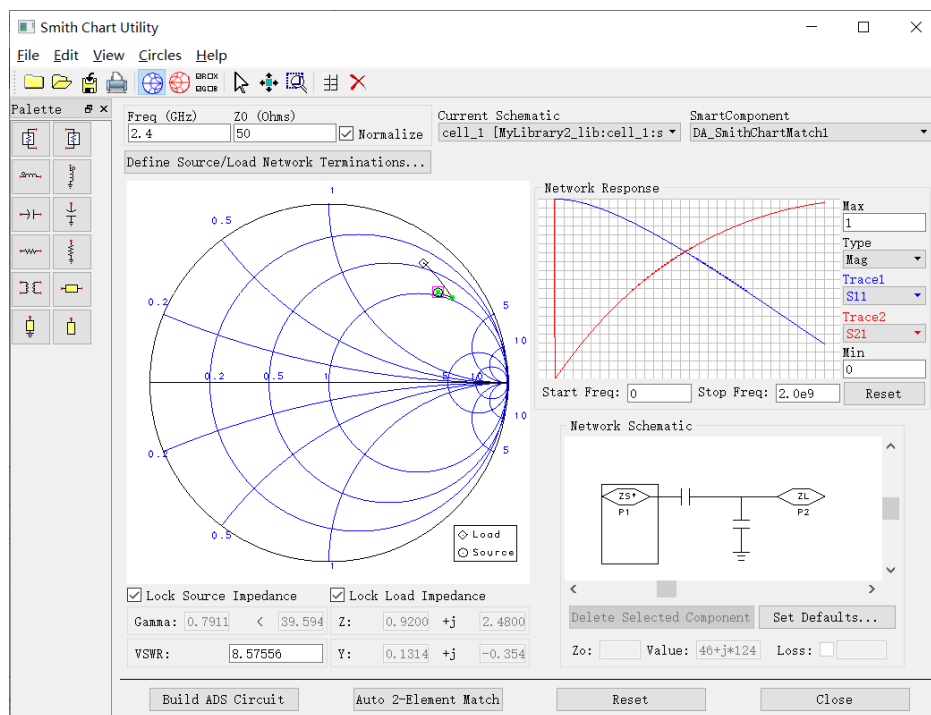 Smith Chart Utility
File Edit View Circles Help
Palette
Freq (GHz) Z0 (Ohms)
2.4 50 Normalize
Current Schematic SmartComponent
cell_1 [MyLibrary2_lib:cell_1:s DA_SmithChartMatch1
Define Source/Load Network Terminations...
1
0.5
0.2
5
10
0.2 0.5 1 5 10
10
5
0.2
0.5
1
Load
Source
Network Response
Max
1
Type
Mag
Trace1
S11
Trace2
S21
Min
0
Start Freq: 0 Stop Freq: 2.0e9 Reset
Network Schematic
ZS* ZL
P1 P2
Lock Source Impedance Lock Load Impedance
Gamma: 0.7911 < 39.594 Z: 0.9200 +j 2.4800
VSWR: 8.57556 Y: 0.1314 +j -0.354
Delete Selected Component Set Defaults...
Zo: Value: 46+j*124 Loss:
Build ADS Circuit Auto 2-Element Match Reset Close